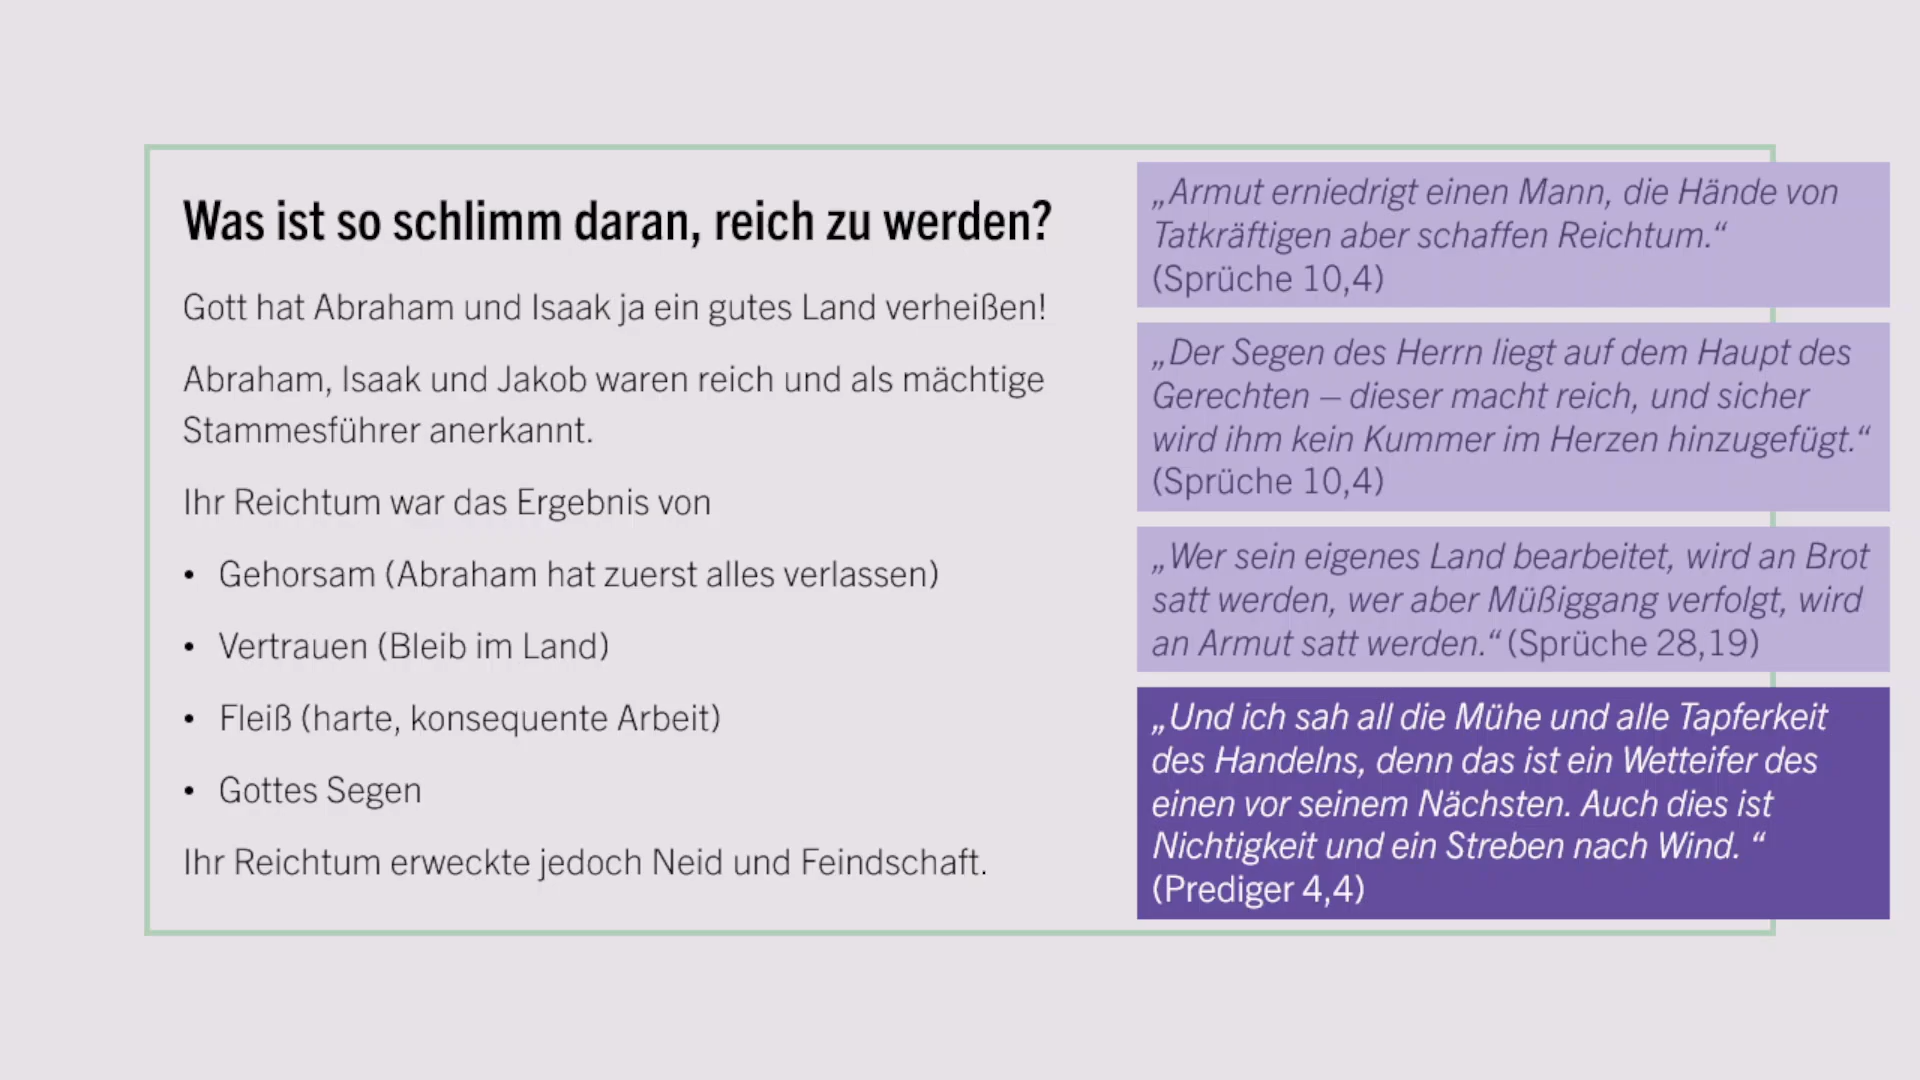 Was ist so schlimm daran, reich zu werden?
Gott hat Abraham und Isaak ja ein gutes Land verheißen!
Abraham, Isaak und Jakob waren reich und als mächtige
Stammesführer anerkannt.
Ihr Reichtum war das Ergebnis von
• Gehorsam (Abraham hat zuerst alles verlassen)
• Vertrauen (Bleib im Land)
• Fleiß (harte, konsequente Arbeit)
• Gottes Segen
Ihr Reichtum erweckte jedoch Neid und Feindschaft.
„Armut erniedrigt einen Mann, die Hände von
Tatkräftigen aber schaffen Reichtum.“
(Sprüche 10,4)
„Der Segen des Herrn liegt auf dem Haupt des
Gerechten – dieser macht reich, und sicher
wird ihm kein Kummer im Herzen hinzugefügt.“
(Sprüche 10,4)
„Wer sein eigenes Land bearbeitet, wird an Brot
satt werden, wer aber Müßiggang verfolgt, wird
an Armut satt werden.“ (Sprüche 28,19)
„Und ich sah all die Mühe und alle Tapferkeit
des Handelns, denn das ist ein Wetteifer des
einen vor seinem Nächsten. Auch dies ist
Nichtigkeit und ein Streben nach Wind. “
(Prediger 4,4)